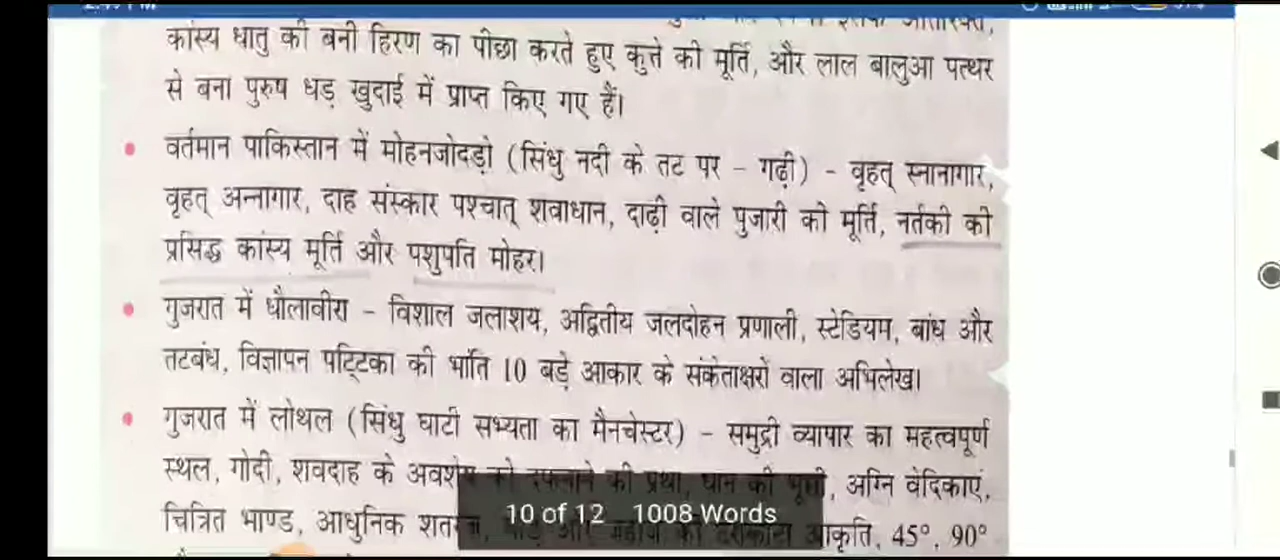 कांस्य धातु की बनी हिरण का पीछा करते हुए कुत्ते की मूर्ति, और लाल बालुआ पत्थर
से बना पुरुष धड़ खुदाई में प्राप्त किए गए हैं।
• वर्तमान पाकिस्तान में मोहनजोदड़ो (सिंधु नदी के तट पर – गढ़ी) – वृहत् स्नानागार,
वृहत् अन्नागार, दाह संस्कार पश्चात् शवाधान, दाढ़ी वाले पुजारी की मूर्ति, नर्तकी की
प्रसिद्ध कांस्य मूर्ति और पशुपति मोहर।
• गुजरात में धौलावीरा – विशाल जलाशय, अद्वितीय जलदोहन प्रणाली, स्टेडियम, बांध और
तटबंध, विज्ञापन पट्टिका की भांति 10 बड़े आकार के संकेताक्षरों वाला अभिलेख।
• गुजरात में लोथल (सिंधु घाटी सभ्यता का मैनचेस्टर) – समुद्री व्यापार का महत्वपूर्ण
स्थल, गोदी, शवदाह के अवशेष को दफनाने की प्रथा, धान की भूसी, अग्नि वेदिकाएं,
चित्रित भाण्ड, आधुनिक आकृति, 45°, 90°
10 of 12 1008 Words